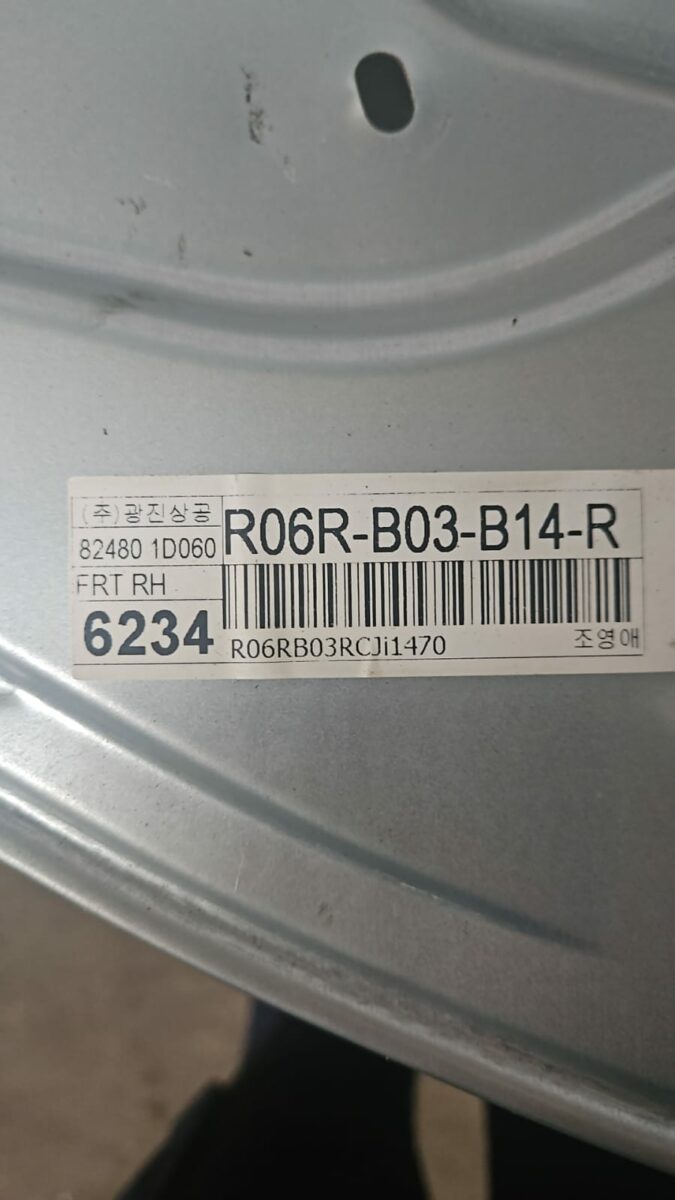 (주)광진상공
R06R-B03-B14-R
82480 1D060
FRT RH
6234
R06RB03RCJi1470
조영애